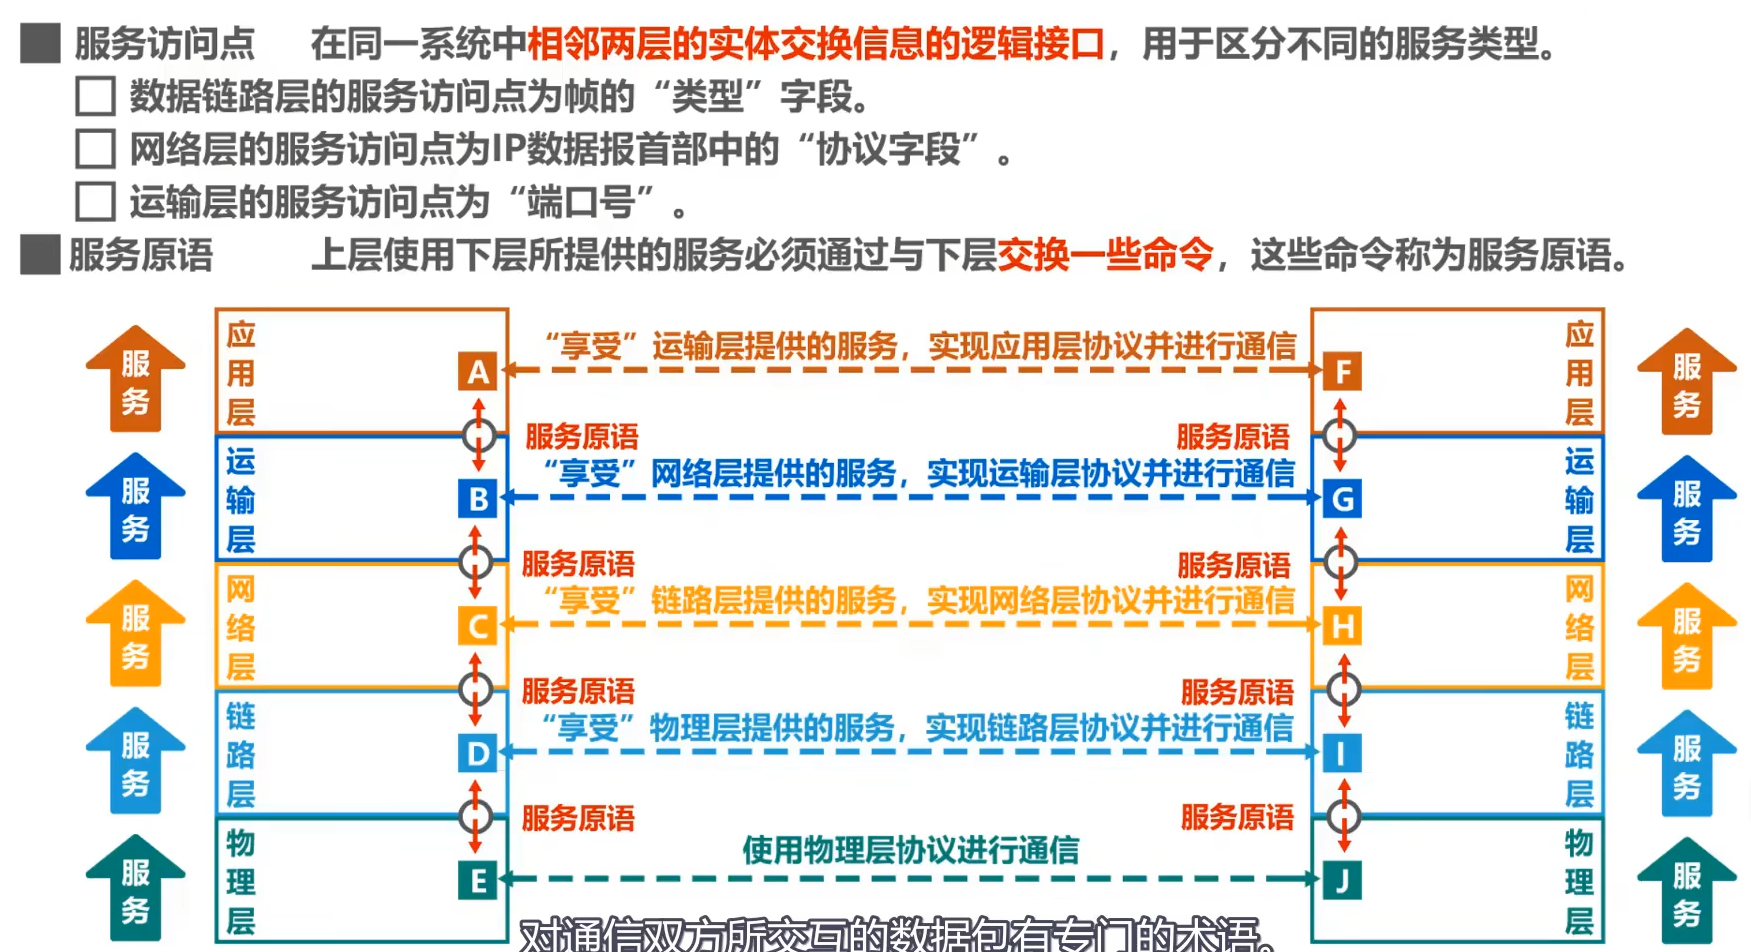 服务访问点 在同一系统中相邻两层的实体交换信息的逻辑接口，用于区分不同的服务类型。
数据链路层的服务访问点为帧的“类型”字段。
网络层的服务访问点为IP数据报首部中的“协议字段”。
运输层的服务访问点为“端口号”。
服务原语 上层使用下层所提供的服务必须通过与下层交换一些命令，这些命令称为服务原语。
服务 应用层 A “享受”运输层提供的服务，实现应用层协议并进行通信 F 应用层 服务
服务原语 服务原语
服务 运输层 B “享受”网络层提供的服务，实现运输层协议并进行通信 G 运输层 服务
服务原语 服务原语
服务 网络层 C “享受”链路层提供的服务，实现网络层协议并进行通信 H 网络层 服务
服务原语 服务原语
服务 链路层 D “享受”物理层提供的服务，实现链路层协议并进行通信 I 链路层 服务
服务原语 服务原语
服务 物理层 E 使用物理层协议进行通信 J 物理层 服务
对通信双方所交互的数据包有专门的术语。